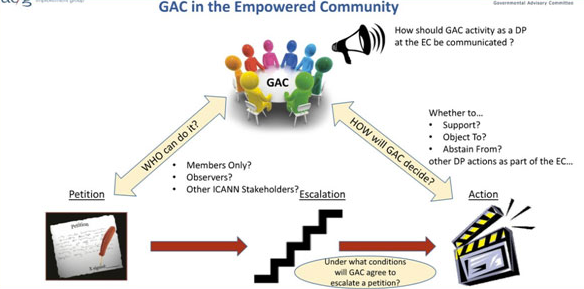 GAC in the Empowered Community
Governmental Advisory Committee
How should GAC activity as a DP
at the EC be communicated ?
GAC
WHO can do it?
HOW will GAC decide?
Whether to...
• Support?
• Object To?
• Abstain From?
other DP actions as part of the EC...
• Members Only?
• Observers?
• Other ICANN Stakeholders?
Petition
Escalation
Action
Petition
Under what conditions
will GAC agree to
escalate a petition?